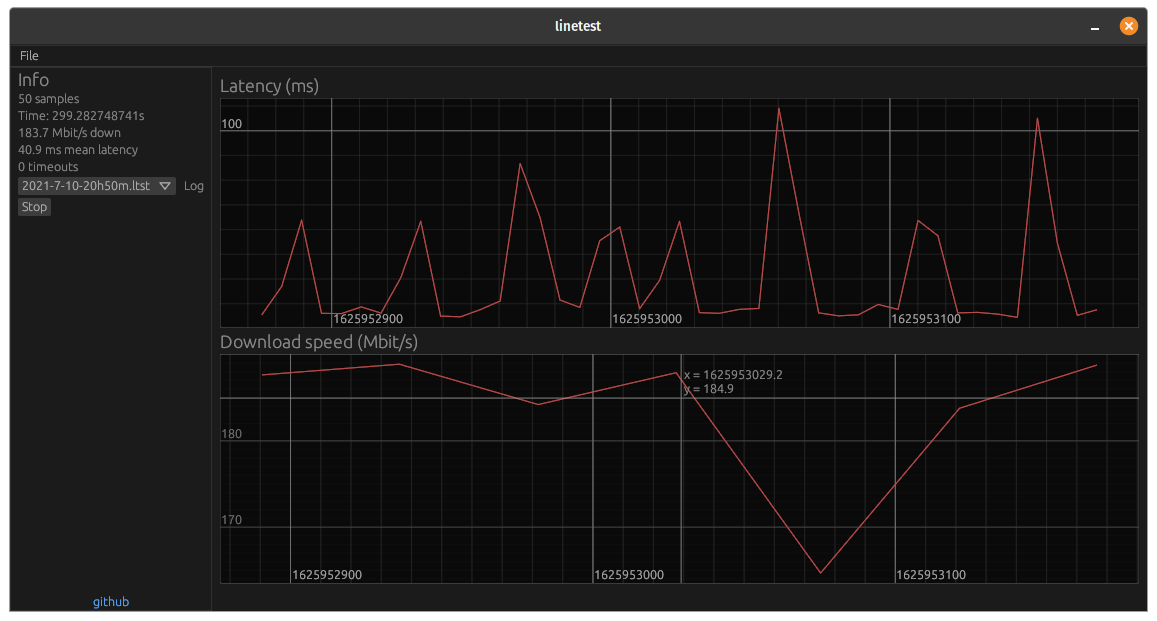 linetest
File
Info
50 samples
Time: 299.282748741s
183.7 Mbit/s down
40.9 ms mean latency
0 timeouts
2021-7-10-20h50m.ltst Log
Stop
github
Latency (ms)
100
1625952900 1625953000 1625953100
Download speed (Mbit/s)
x = 1625953029.2
y = 184.9
180
170
1625952900 1625953000 1625953100